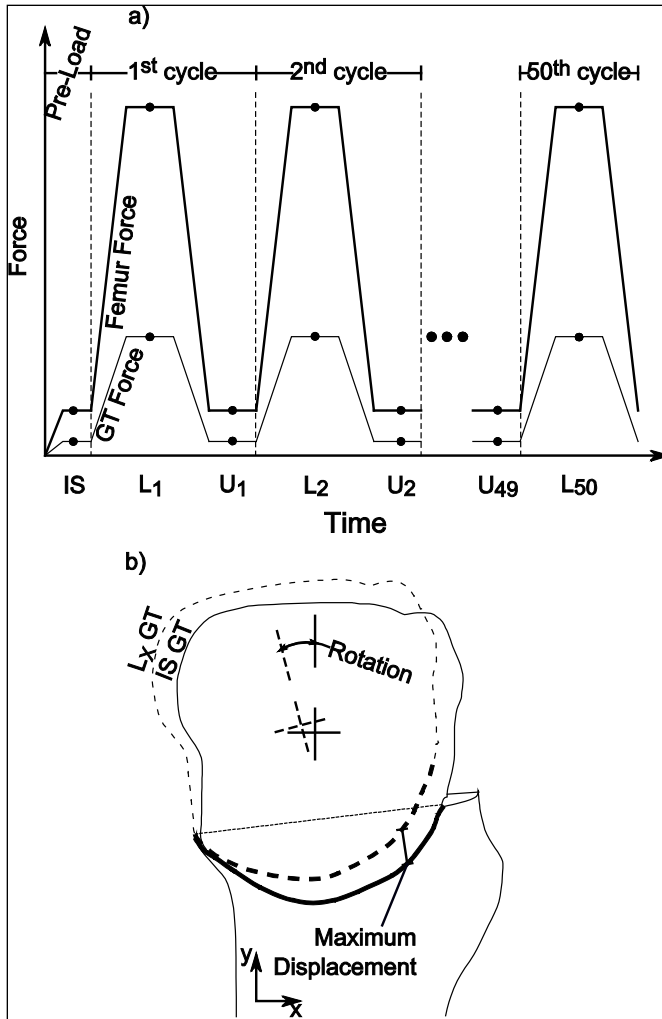 a)
Pre-Load
1st cycle
2nd cycle
50th cycle
Force
Femur Force
GT Force
IS L1 U1 L2 U2 U49 L50
Time
b)
Lx GT
IS GT
Rotation
Maximum
Displacement
y
x